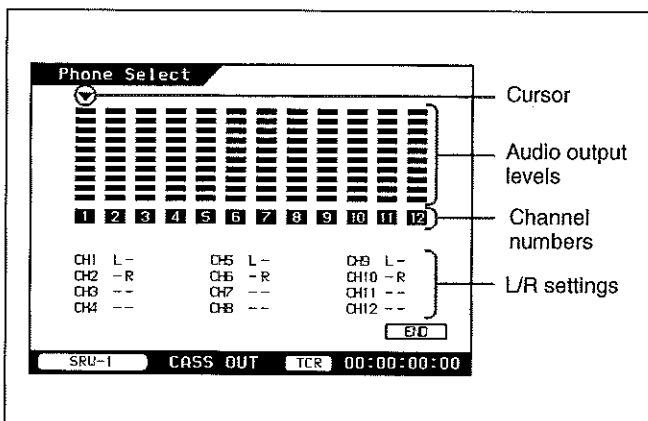 Phone Select
Cursor
Audio output
levels
1 2 3 4 5 6 7 8 9 10 11 12
Channel
numbers
CH1 L- CH5 L- CH9 L-
CH2 -R CH6 -R CH10 -R
CH3 -- CH7 -- CH11 --
CH4 -- CH8 -- CH12 --
L/R settings
END
SRW-1 CASS OUT TCR 00:00:00:00